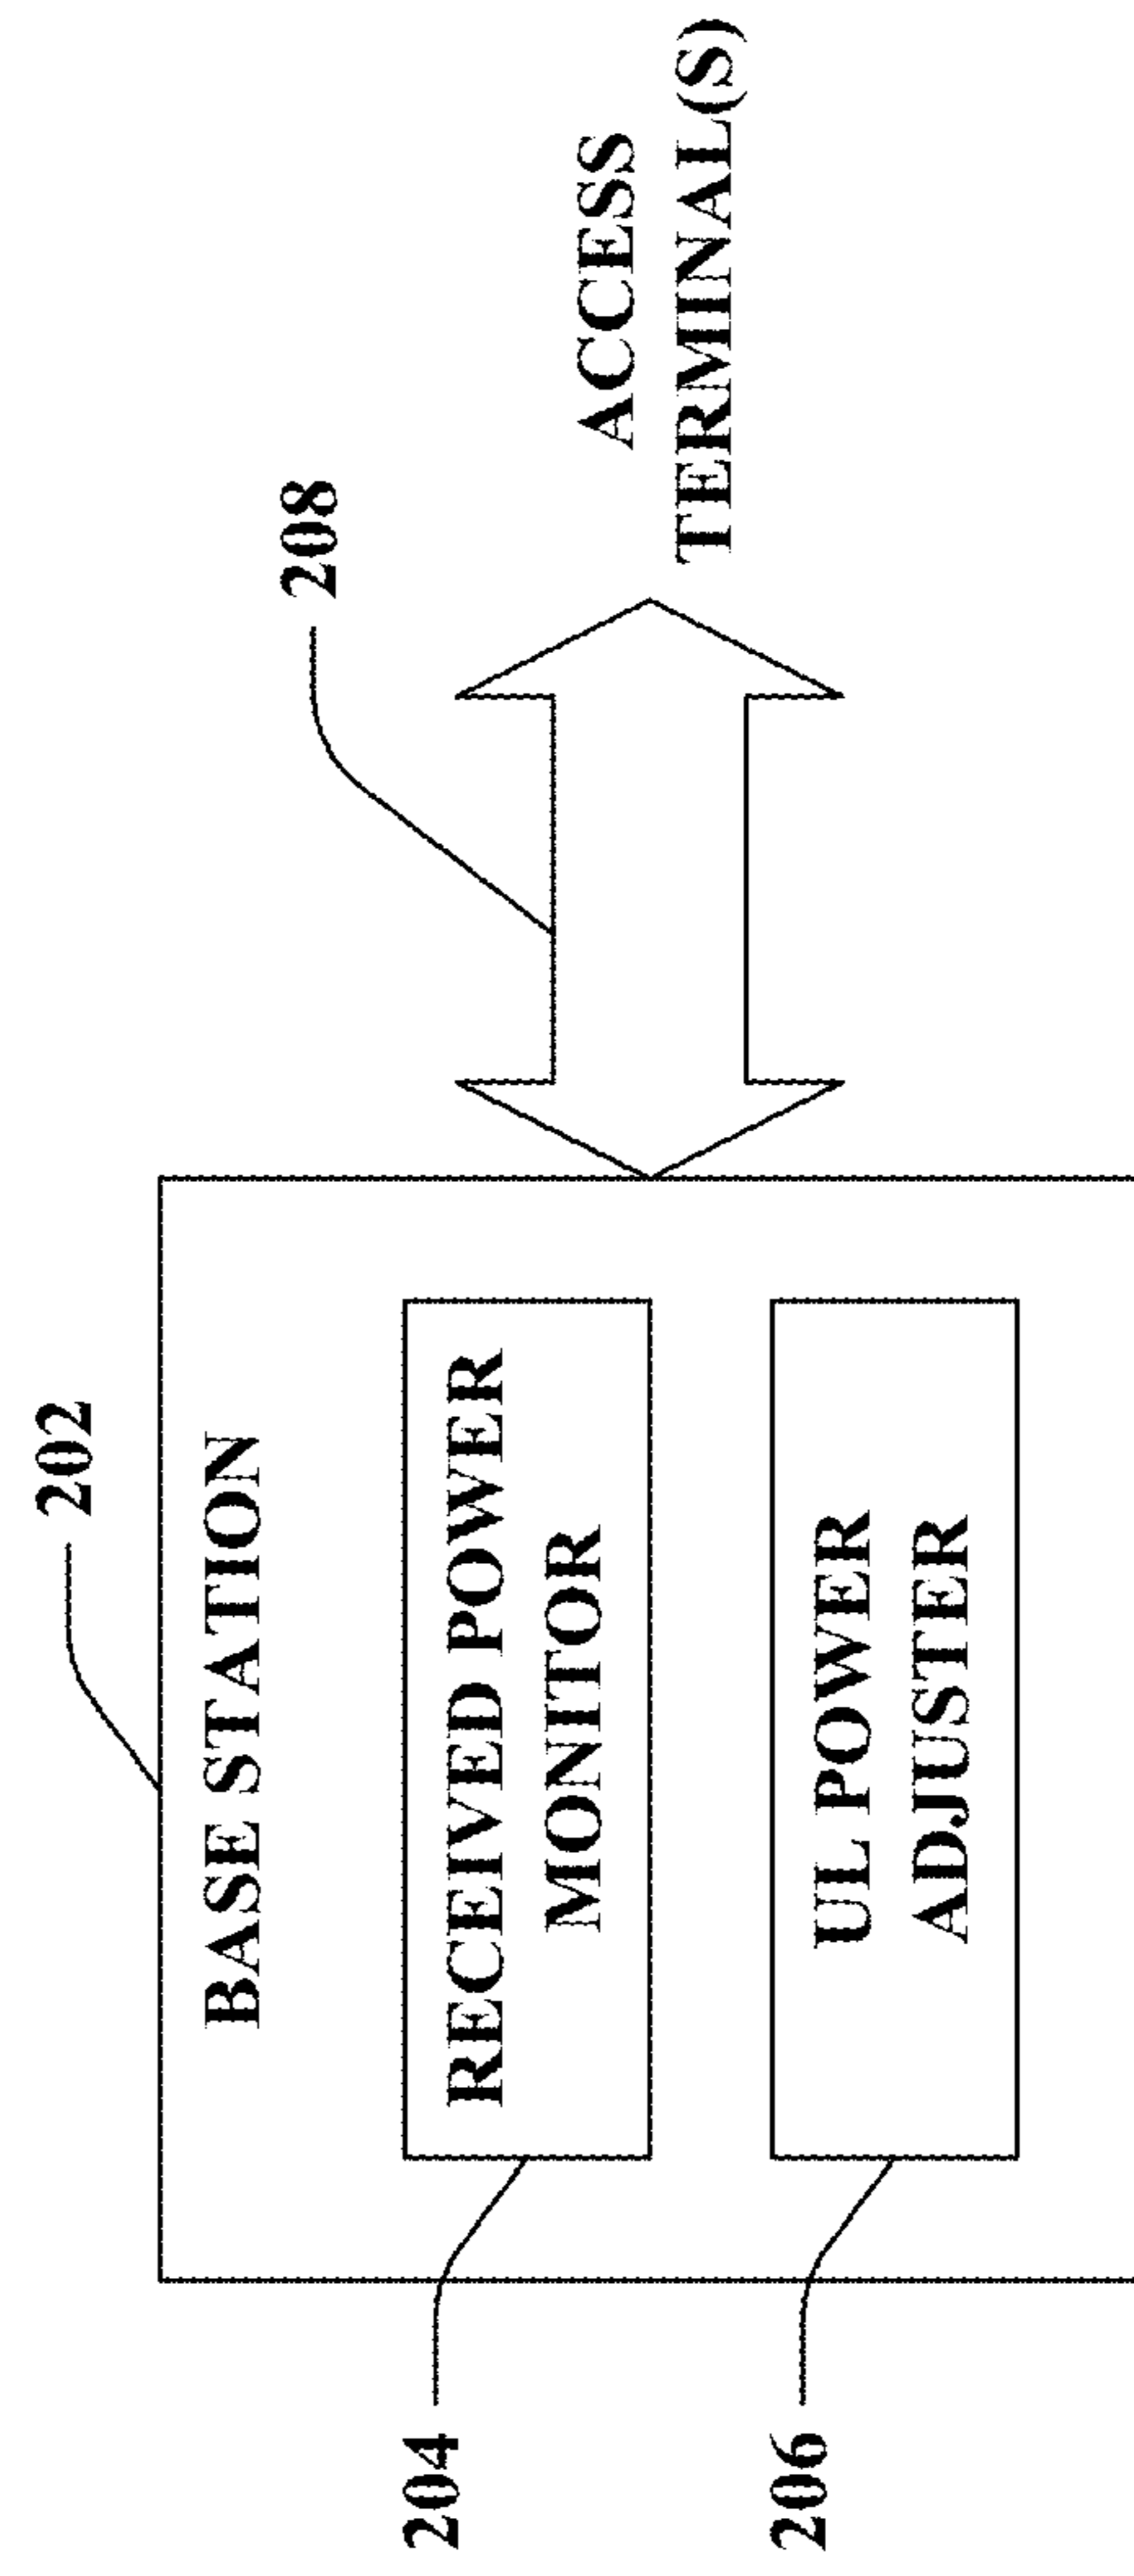 202
BASE STATION
208
204
RECEIVED POWER
MONITOR
ACCESS
TERMINAL(S)
206
UL POWER
ADJUSTER